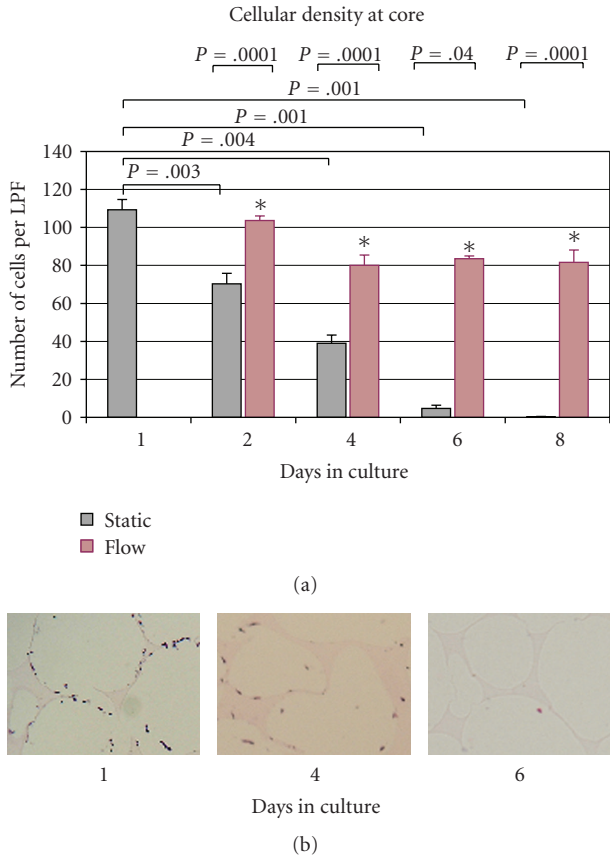 Cellular density at core
P = .0001 P = .0001 P = .04 P = .0001
P = .001
P = .001
P = .004
P = .003
Number of cells per LPF
140
120
100
80
60
40
20
0
* * * *
1 2 4 6 8
Days in culture
Static
Flow
(a)
1 4 6
Days in culture
(b)